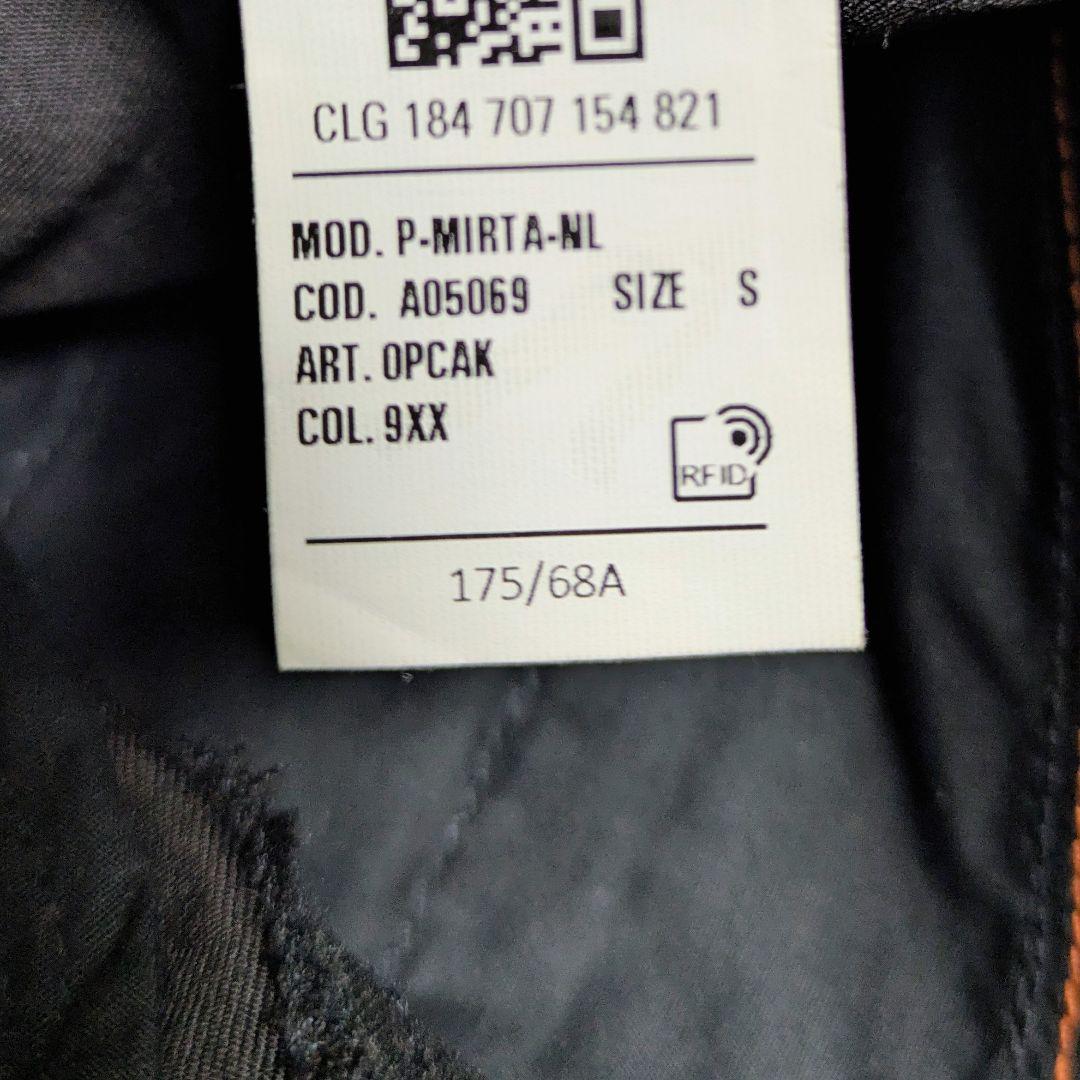 CLG 184 707 154 821
MOD. P-MIRTA-NL
COD. A05069 SIZE S
ART. 0PCAK
COL. 9XX
RFID
175/68A